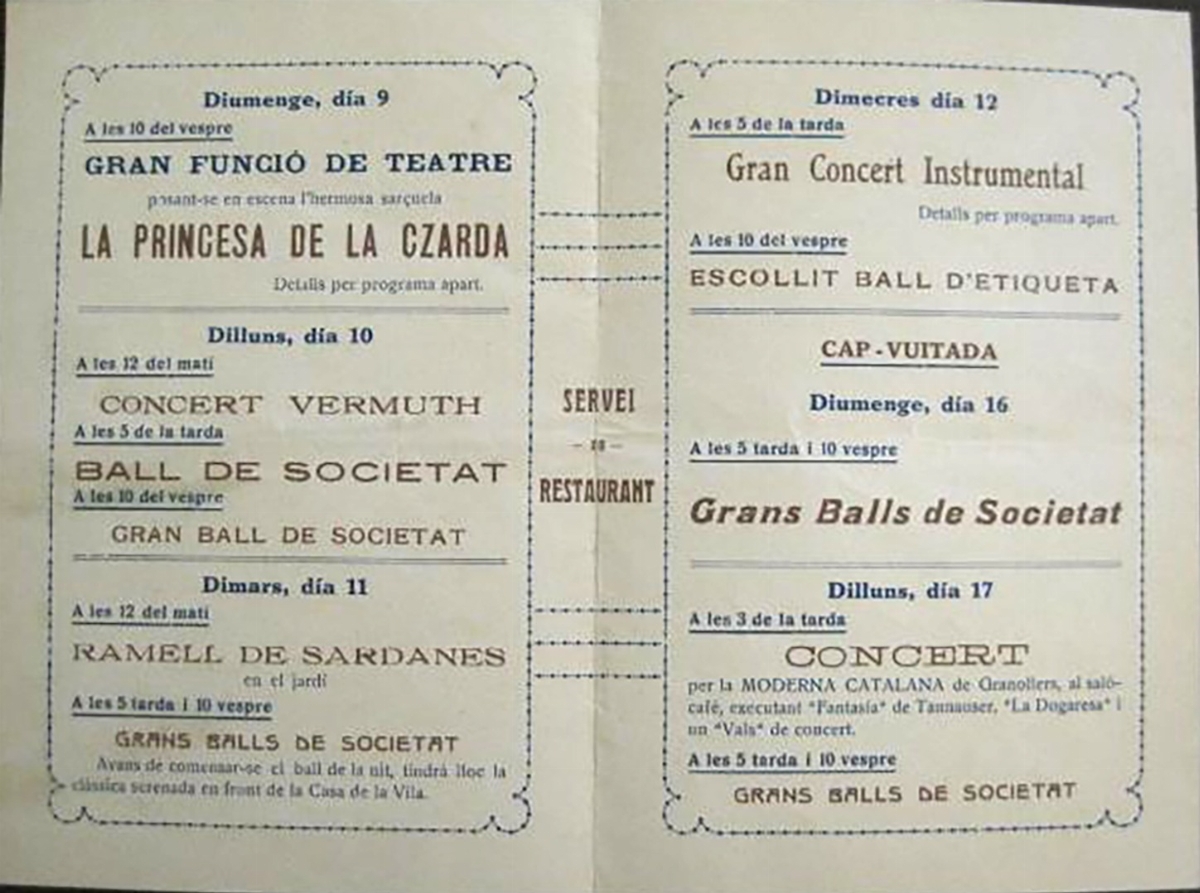 Diumenge, día 9
A les 10 del vespre
GRAN FUNCIÓ DE TEATRE
posant-se en escena l'hermosa sarçuela
LA PRINCESA DE LA CZARDA
Detalls per programa apart.
Dilluns, día 10
A les 12 del matí
CONCERT VERMUTH
A les 5 de la tarda
BALL DE SOCIETAT
A les 10 del vespre
GRAN BALL DE SOCIETAT
Dimars, día 11
A les 12 del matí
RAMELL DE SARDANES
en el jardí
A les 5 tarda i 10 vespre
GRANS BALLS DE SOCIETAT
Avans de comensar-se el ball de la nit, tindrà lloc la
clàssica serenada en front de la Casa de la Vila.
SERVEI
RESTAURANT
Dimecres día 12
A les 5 de la tarda
Gran Concert Instrumental
Detalls per programa apart.
A les 10 del vespre
ESCOLLIT BALL D'ETIQUETA
CAP-VUITADA
Diumenge, día 16
A les 5 tarda i 10 vespre
Grans Balls de Societat
Dilluns, día 17
A les 3 de la tarda
CONCERT
per la MODERNA CATALANA de Granollers, al saló-
café, executant "Fantasía" de Tannauser, "La Dogaresa" i
un "Vals" de concert.
A les 5 tarda i 10 vespre
GRANS BALLS DE SOCIETAT